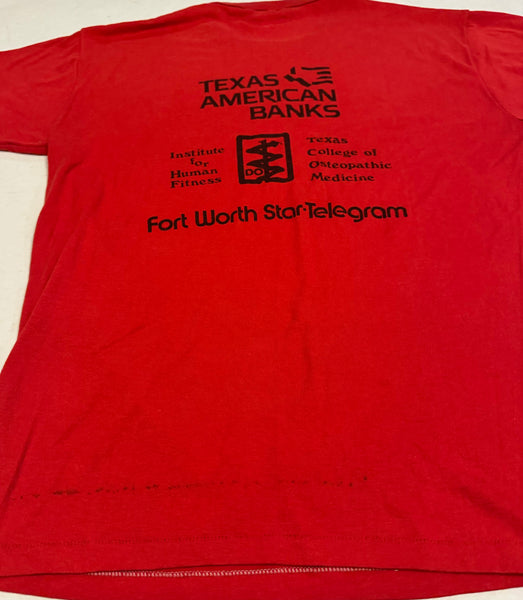 TEXAS
AMERICAN
BANKS
Institute
for
Human
Fitness
DO
Texas
College of
Osteopathic
Medicine
Fort Worth Star-Telegram